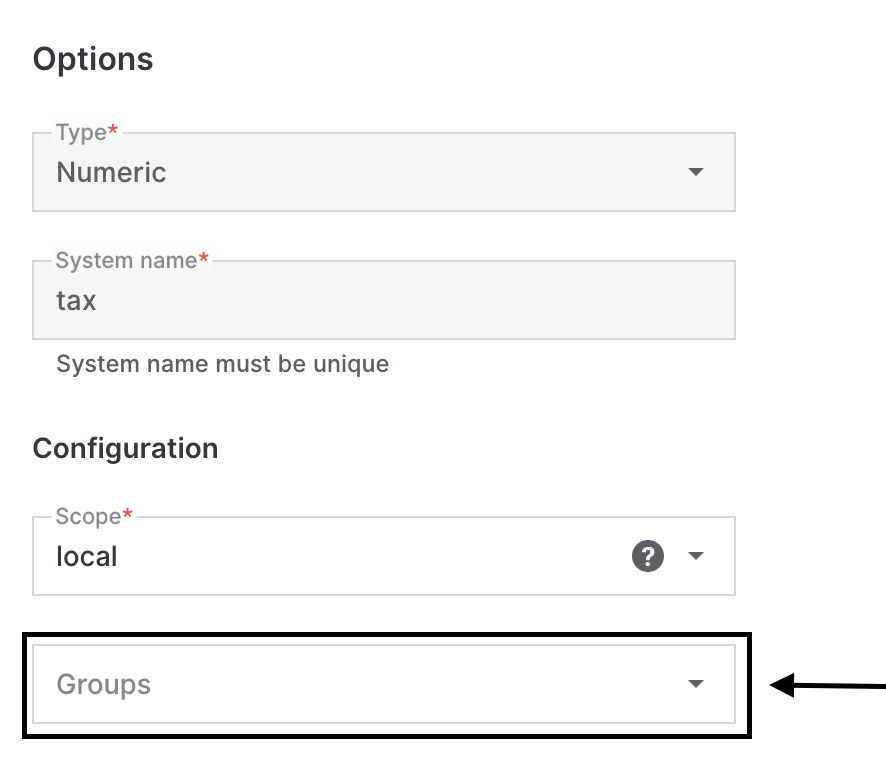 Options
Type*
Numeric
System name*
tax
System name must be unique
Configuration
Scope*
local
?
Groups